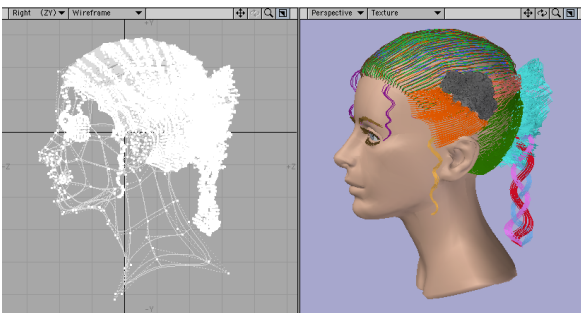 Right (ZY) Wireframe
Perspective Texture
+Y
-Z
+Z
-Y